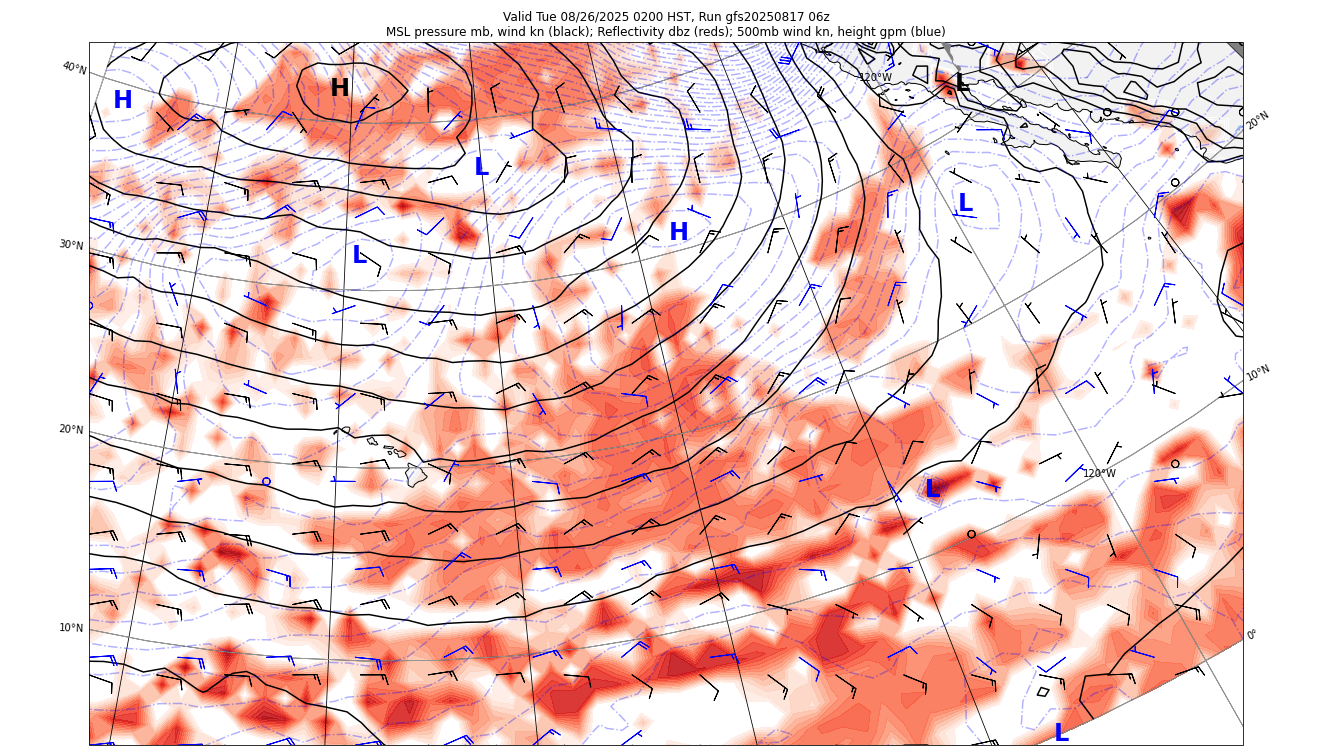 Valid Tue 08/26/2025 0200 HST, Run gfs20250817 06z
MSL pressure mb, wind kn (black); Reflectivity dbz (reds); 500mb wind kn, height gpm (blue)
40°N
H
H
120°W
L
20°N
L
L
30°N
L
H
10°N
20°N
120°W
L
10°N
0°
L